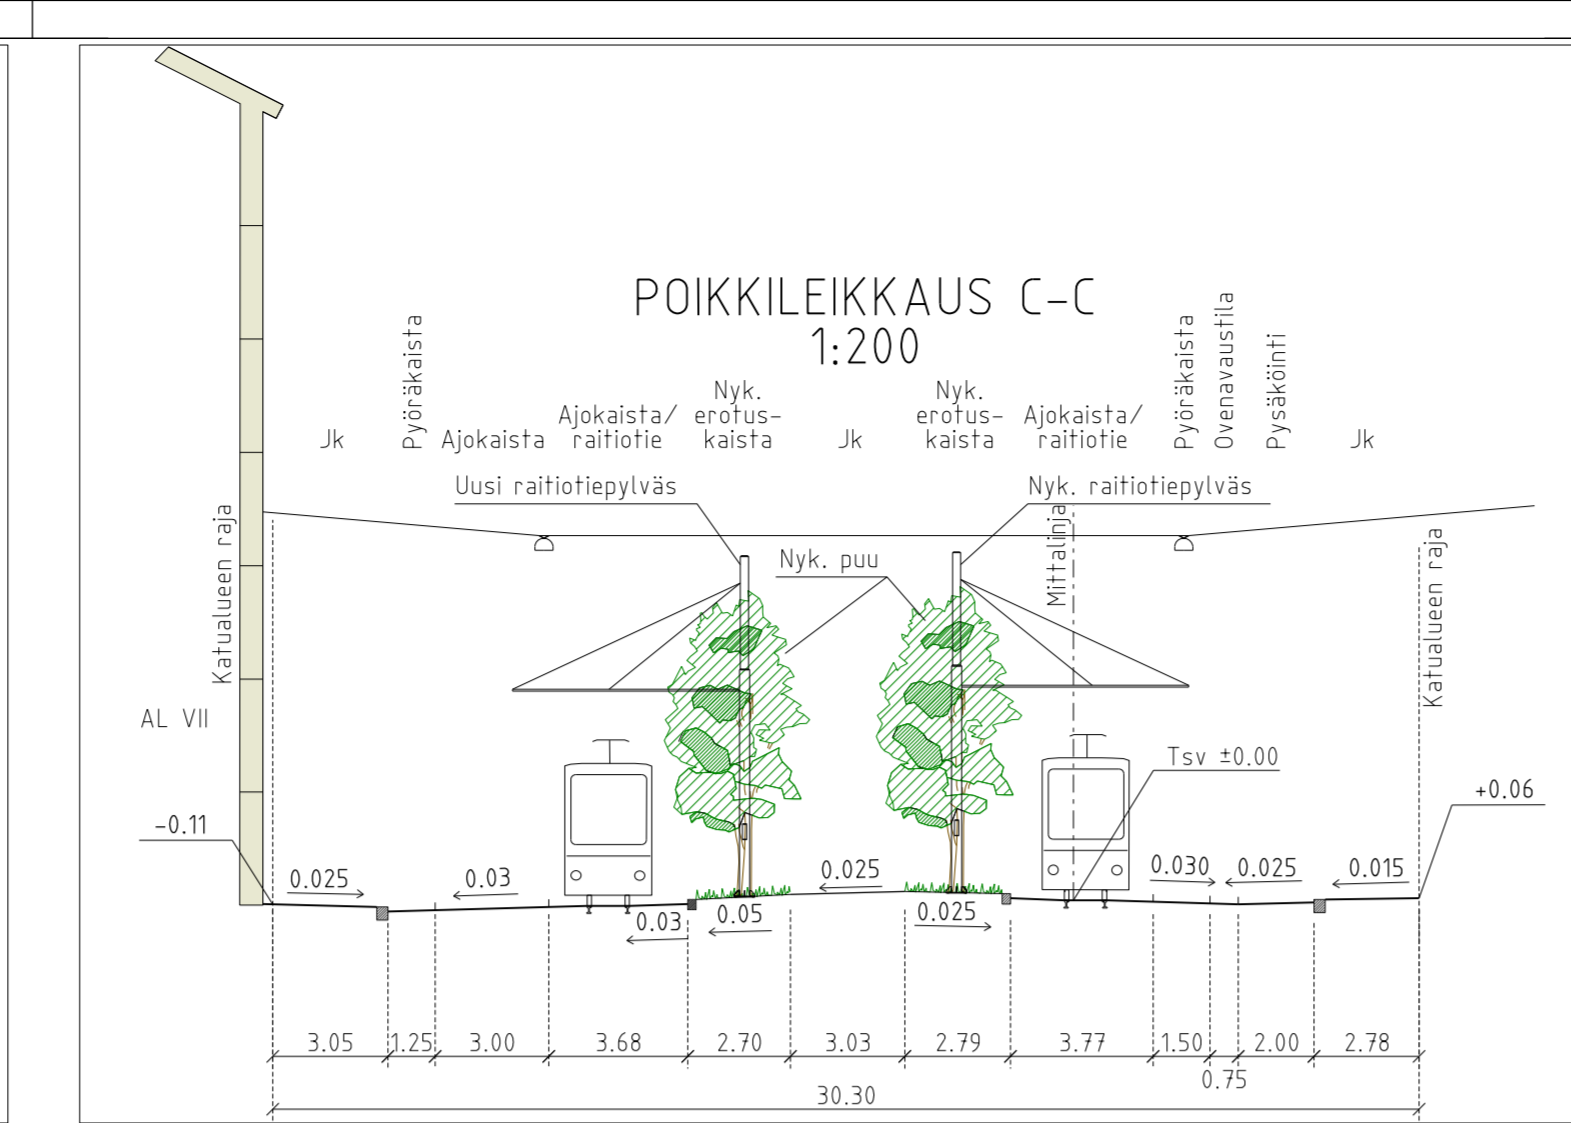 POIKKILEIKKAUS C-C
1:200
Jk
Pyöräkaista
Ajokaista
Ajokaista/
raitiotie
Nyk.
erotus-
kaista
Jk
Nyk.
erotus-
kaista
Ajokaista/
raitiotie
Pyöräkaista
Ovenavaustila
Pysäköinti
Jk
Uusi raitiotiepylväs
Nyk. raitiotiepylväs
Katualueen raja
Nyk. puu
Mittalinja
Katualueen raja
AL VII
Tsv ±0.00
-0.11
+0.06
0.025
0.03
0.025
0.030
0.025
0.015
0.03
0.05
0.025
3.05
1.25
3.00
3.68
2.70
3.03
2.79
3.77
1.50
2.00
2.78
0.75
30.30